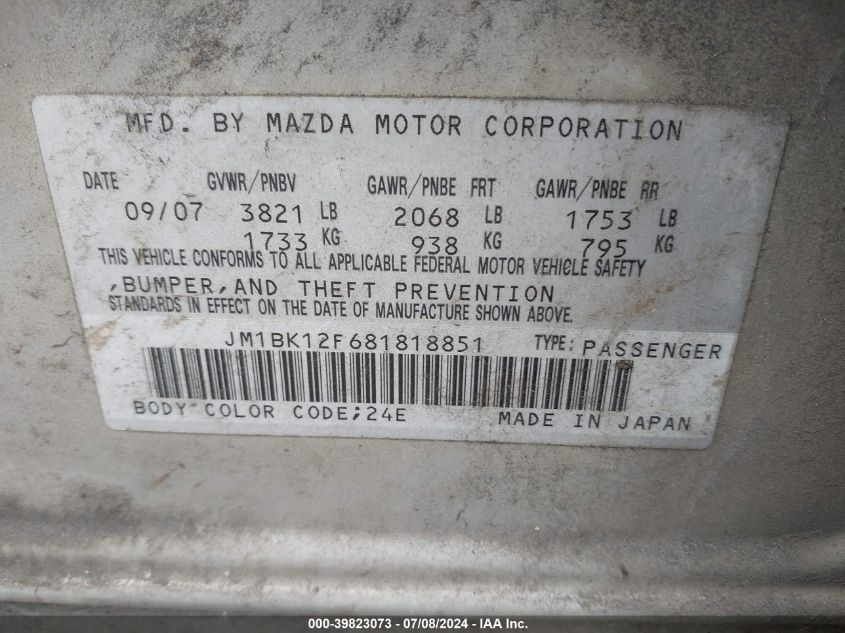 MFD. BY MAZDA MOTOR CORPORATION
DATE GVWR/PNBV GAWR/PNBE FRT GAWR/PNBE RR
09/07 3821 LB 2068 LB 1753 LB
1733 KG 938 KG 795 KG
THIS VEHICLE CONFORMS TO ALL APPLICABLE FEDERAL MOTOR VEHICLE SAFETY
,BUMPER,AND THEFT PREVENTION
STANDARDS IN EFFECT ON THE DATE OF MANUFACTURE SHOWN ABOVE.
JM1BK12F681818851 TYPE: PASSENGER
BODY COLOR CODE;24E MADE IN JAPAN
000-39823073 - 07/08/2024 - IAA Inc.